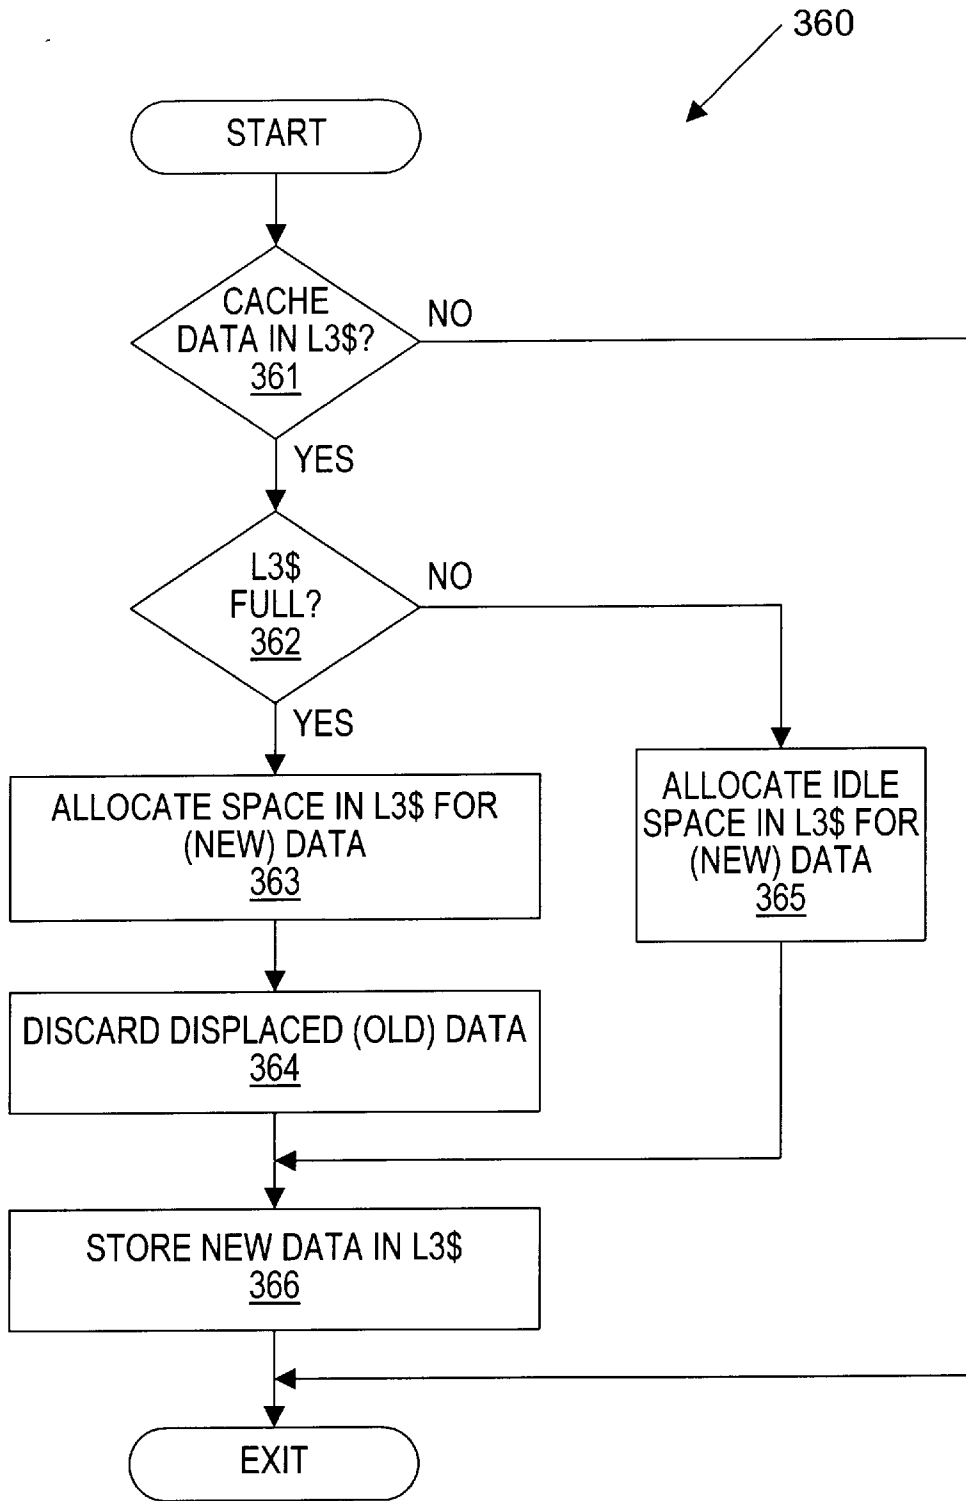 360
START
CACHE
DATA IN L3$?
361
NO
YES
L3$
FULL?
362
NO
YES
ALLOCATE SPACE IN L3$ FOR
(NEW) DATA
363
ALLOCATE IDLE
SPACE IN L3$ FOR
(NEW) DATA
365
DISCARD DISPLACED (OLD) DATA
364
STORE NEW DATA IN L3$
366
EXIT